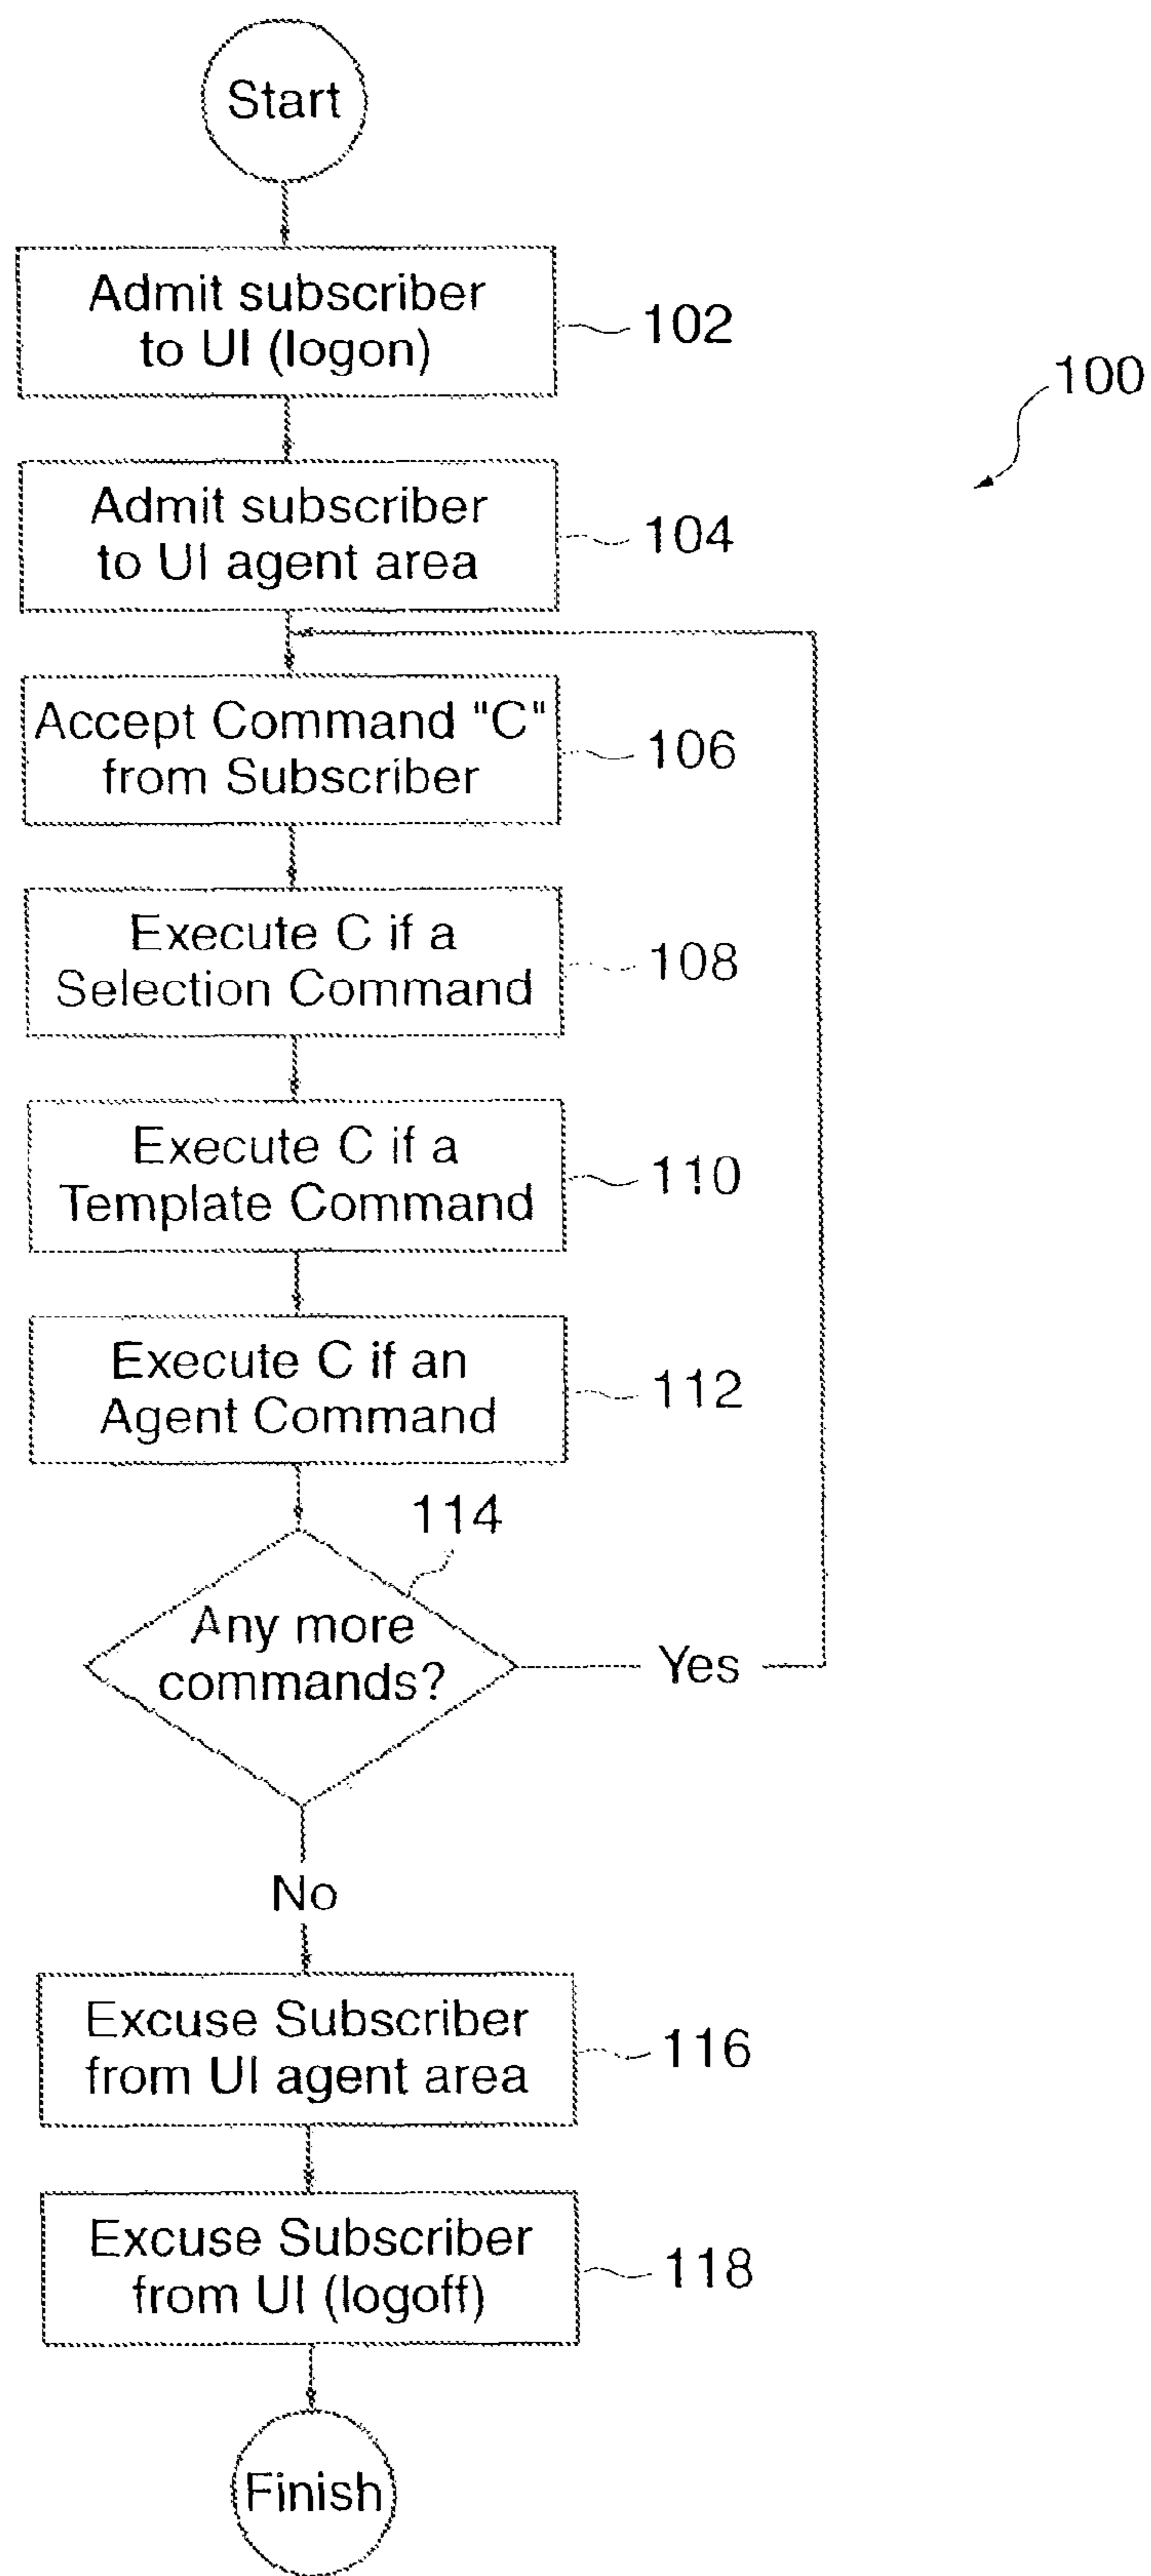 Start
Admit subscriber
to UI (logon)
102
100
Admit subscriber
to UI agent area
104
Accept Command "C"
from Subscriber
106
Execute C if a
Selection Command
108
Execute C if a
Template Command
110
Execute C if an
Agent Command
112
114
Any more
commands?
Yes
No
Excuse Subscriber
from UI agent area
116
Excuse Subscriber
from UI (logoff)
118
Finish